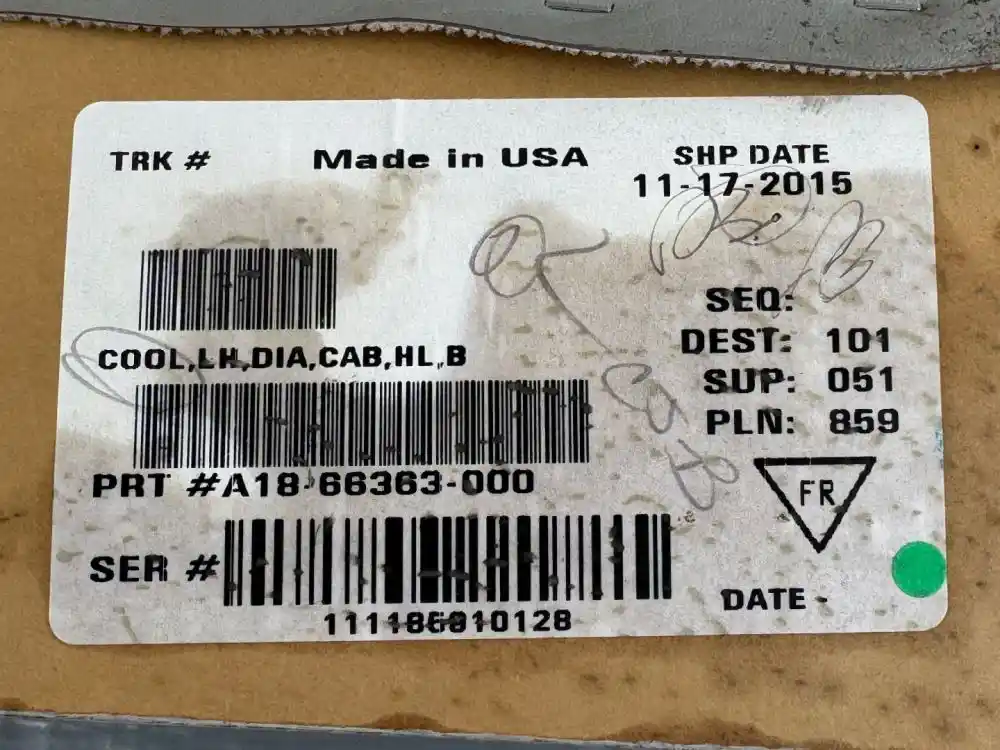 TRK #
Made in USA
SHP DATE
11-17-2015
COOL,LH,DIA,CAB,HL,B
SEQ:
DEST: 101
SUP: 051
PLN: 859
PRT #A18-66363-000
FR
SER #
DATE -